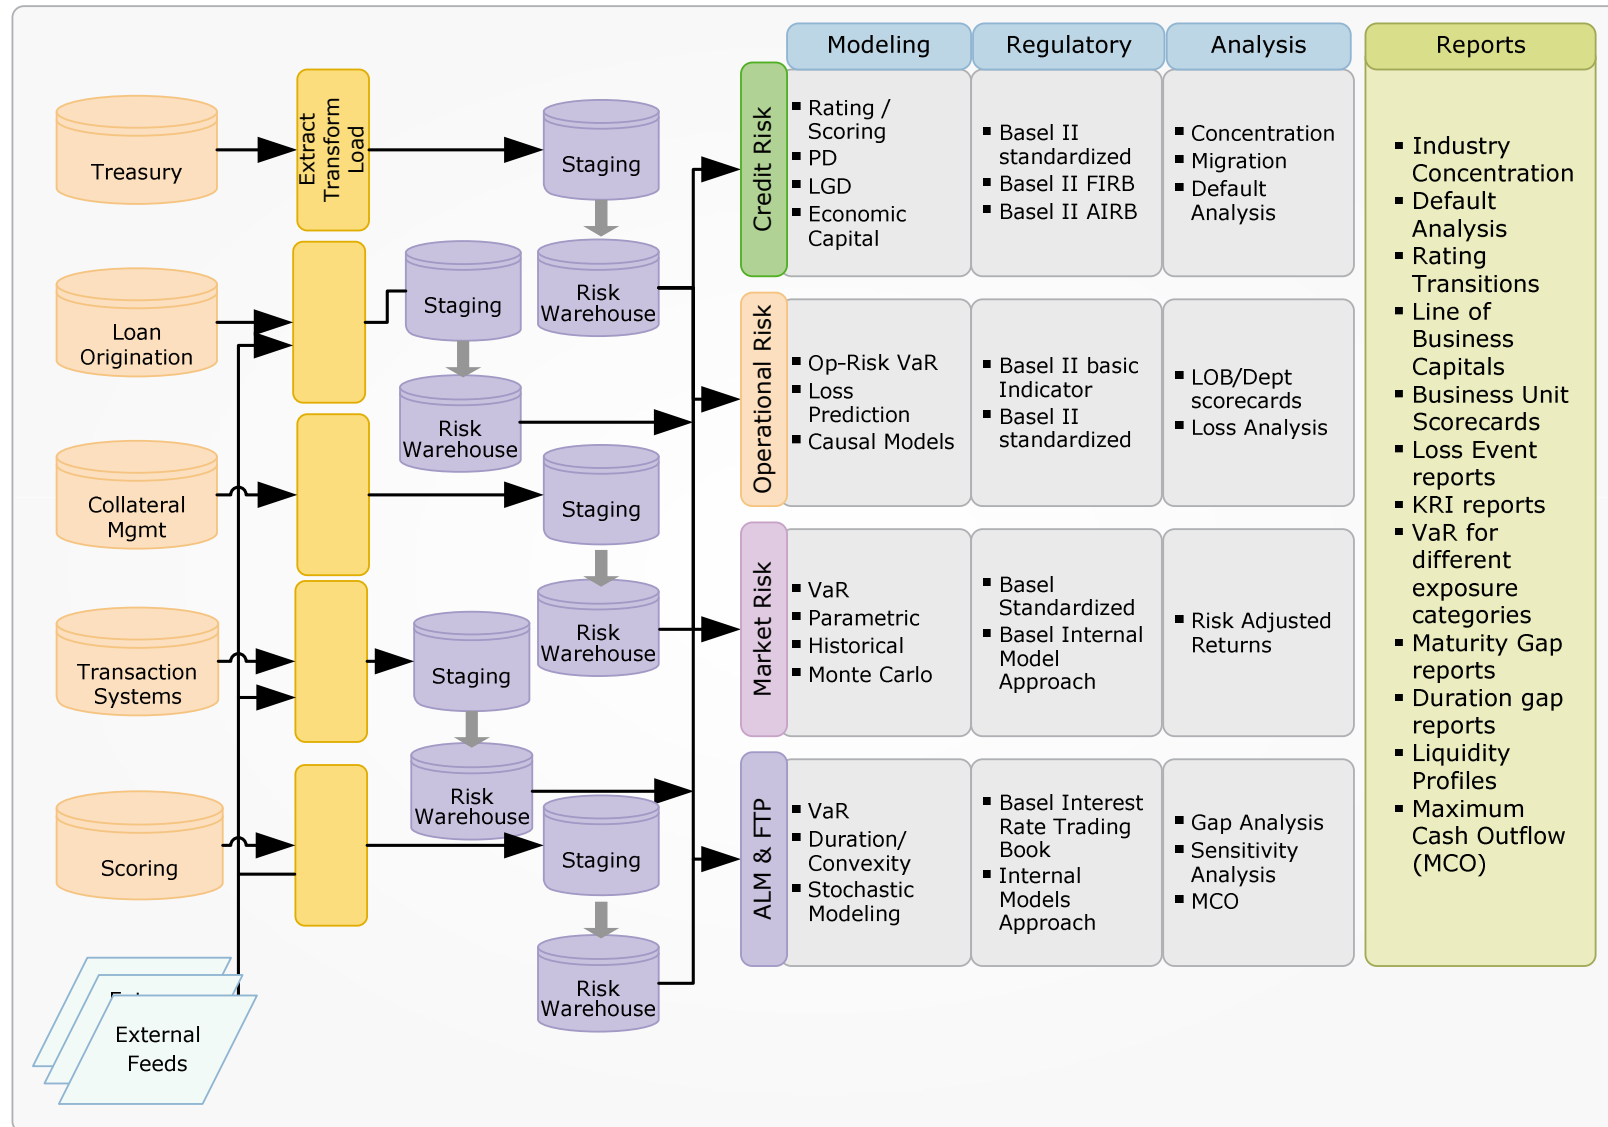 Modeling
Regulatory
Analysis
Reports
Treasury
Extract
Transform
Load
Staging
Risk
Warehouse
Loan
Origination
Staging
Risk
Warehouse
Collateral
Mgmt
Staging
Risk
Warehouse
Transaction
Systems
Staging
Risk
Warehouse
Scoring
Staging
Risk
Warehouse
External
Feeds
Credit Risk
▪ Rating /
Scoring
▪ PD
▪ LGD
▪ Economic
Capital
▪ Basel II
standardized
▪ Basel II FIRB
▪ Basel II AIRB
▪ Concentration
▪ Migration
▪ Default
Analysis
Operational Risk
▪ Op-Risk VaR
▪ Loss
Prediction
▪ Causal Models
▪ Basel II basic
Indicator
▪ Basel II
standardized
▪ LOB/Dept
scorecards
▪ Loss Analysis
Market Risk
▪ VaR
▪ Parametric
▪ Historical
▪ Monte Carlo
▪ Basel
Standardized
▪ Basel Internal
Model
Approach
▪ Risk Adjusted
Returns
ALM & FTP
▪ VaR
▪ Duration/
Convexity
▪ Stochastic
Modeling
▪ Basel Interest
Rate Trading
Book
▪ Internal
Models
Approach
▪ Gap Analysis
▪ Sensitivity
Analysis
▪ MCO
▪ Industry
Concentration
▪ Default
Analysis
▪ Rating
Transitions
▪ Line of
Business
Capitals
▪ Business Unit
Scorecards
▪ Loss Event
reports
▪ KRI reports
▪ VaR for
different
exposure
categories
▪ Maturity Gap
reports
▪ Duration gap
reports
▪ Liquidity
Profiles
▪ Maximum
Cash Outflow
(MCO)